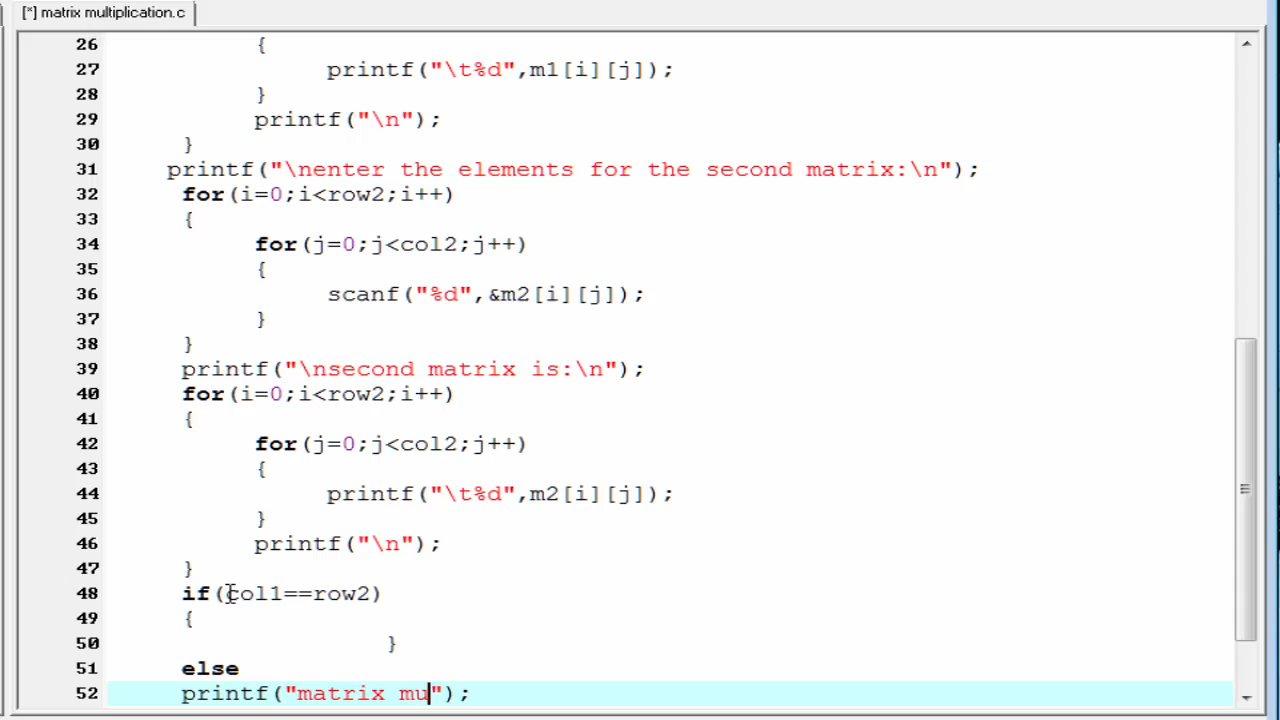 [*] matrix multiplication.c
26 {
27 printf("\t%d",m1[i][j]);
28 }
29 printf("\n");
30 }
31 printf("\nenter the elements for the second matrix:\n");
32 for(i=0;i<row2;i++)
33 {
34 for(j=0;j<col2;j++)
35 {
36 scanf("%d",&m2[i][j]);
37 }
38 }
39 printf("\nsecond matrix is:\n");
40 for(i=0;i<row2;i++)
41 {
42 for(j=0;j<col2;j++)
43 {
44 printf("\t%d",m2[i][j]);
45 }
46 printf("\n");
47 }
48 if(col1==row2)
49 {
50 }
51 else
52 printf("matrix mu");